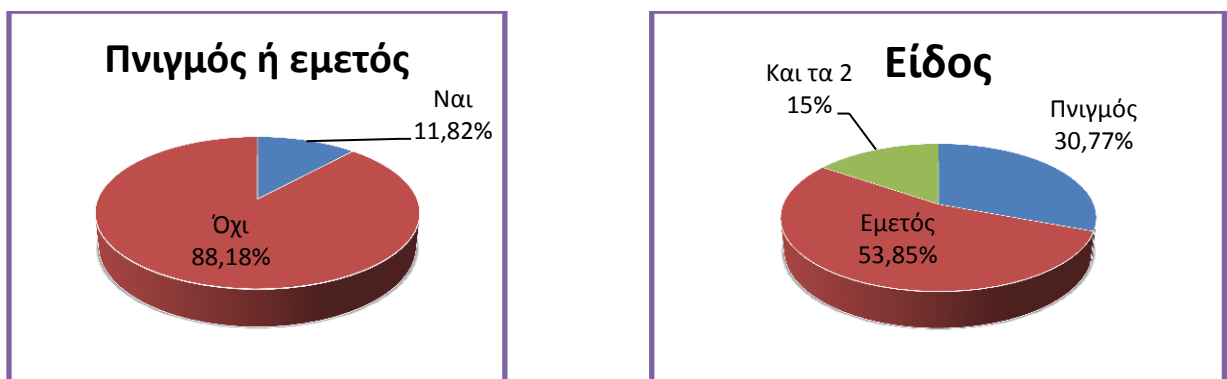 Πνιγμός ή εμετός
Ναι
11,82%
Όχι
88,18%
Είδος
Και τα 2
15%
Πνιγμός
30,77%
Εμετός
53,85%